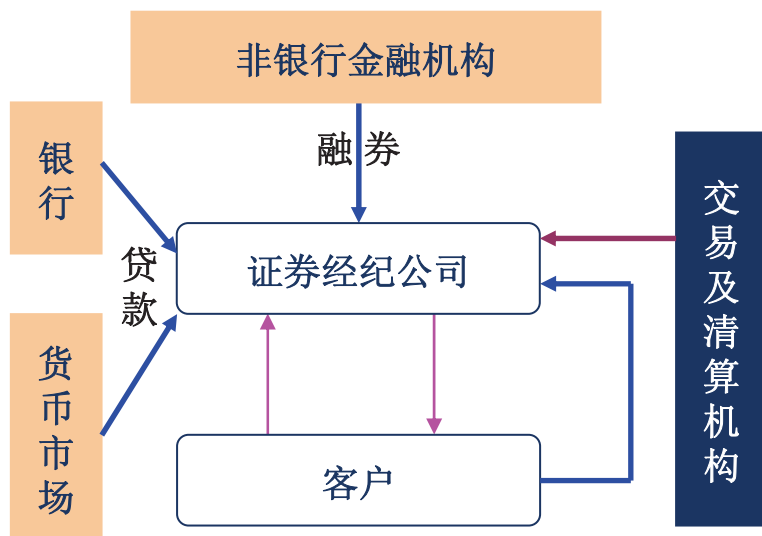 非银行金融机构
融券
银行
证券经纪公司
交易及清算机构
贷款
货币市场
客户